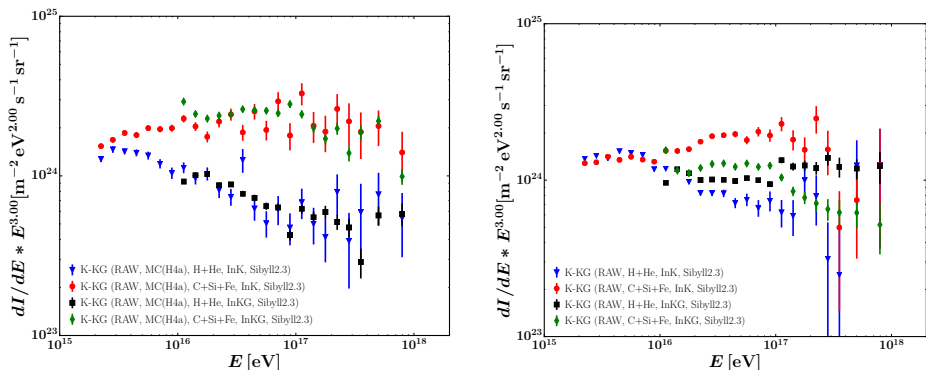 10^25
10^24
10^23
dI/dE * E^3.00 [m^−2 eV^2.00 s^−1 sr^−1]
K-KG (RAW, MC(H4a), H+He, InK, Sibyll2.3)
K-KG (RAW, MC(H4a), C+Si+Fe, InK, Sibyll2.3)
K-KG (RAW, MC(H4a), H+He, InKG, Sibyll2.3)
K-KG (RAW, MC(H4a), C+Si+Fe, InKG, Sibyll2.3)
10^15 10^16 10^17 10^18
E [eV]
10^25
10^24
10^23
dI/dE * E^3.00 [m^−2 eV^2.00 s^−1 sr^−1]
K-KG (RAW, H+He, InK, Sibyll2.3)
K-KG (RAW, C+Si+Fe, InK, Sibyll2.3)
K-KG (RAW, H+He, InKG, Sibyll2.3)
K-KG (RAW, C+Si+Fe, InKG, Sibyll2.3)
10^15 10^16 10^17 10^18
E [eV]